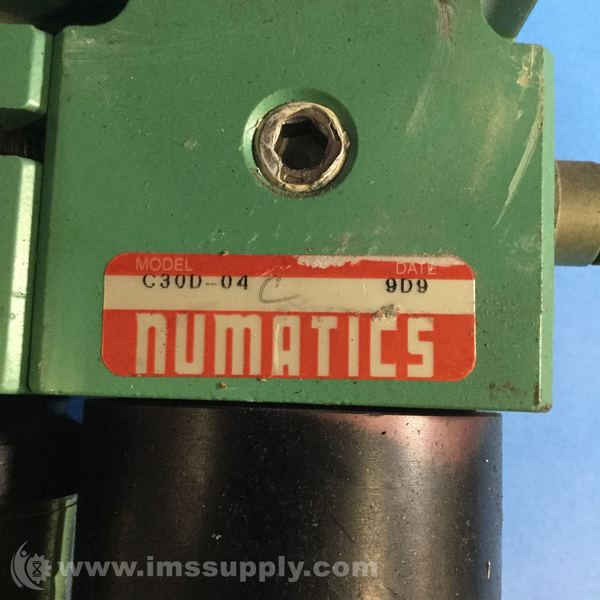 MODEL DATE
C30D-04 C 9D9
numatics
www.imssupply.com